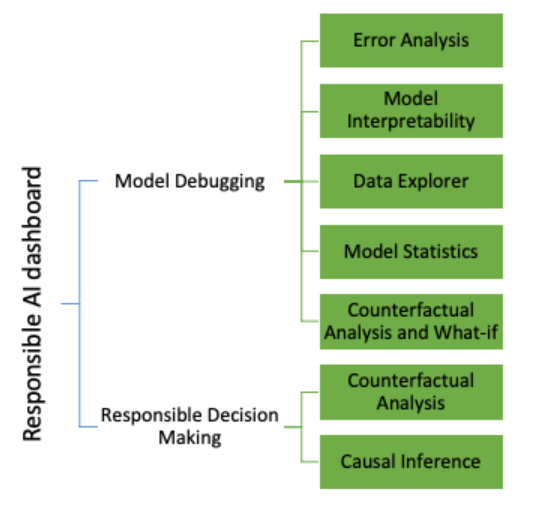 Responsible AI dashboard
Model Debugging
Error Analysis
Model
Interpretability
Data Explorer
Model Statistics
Counterfactual
Analysis and What-if
Responsible Decision
Making
Counterfactual
Analysis
Causal Inference